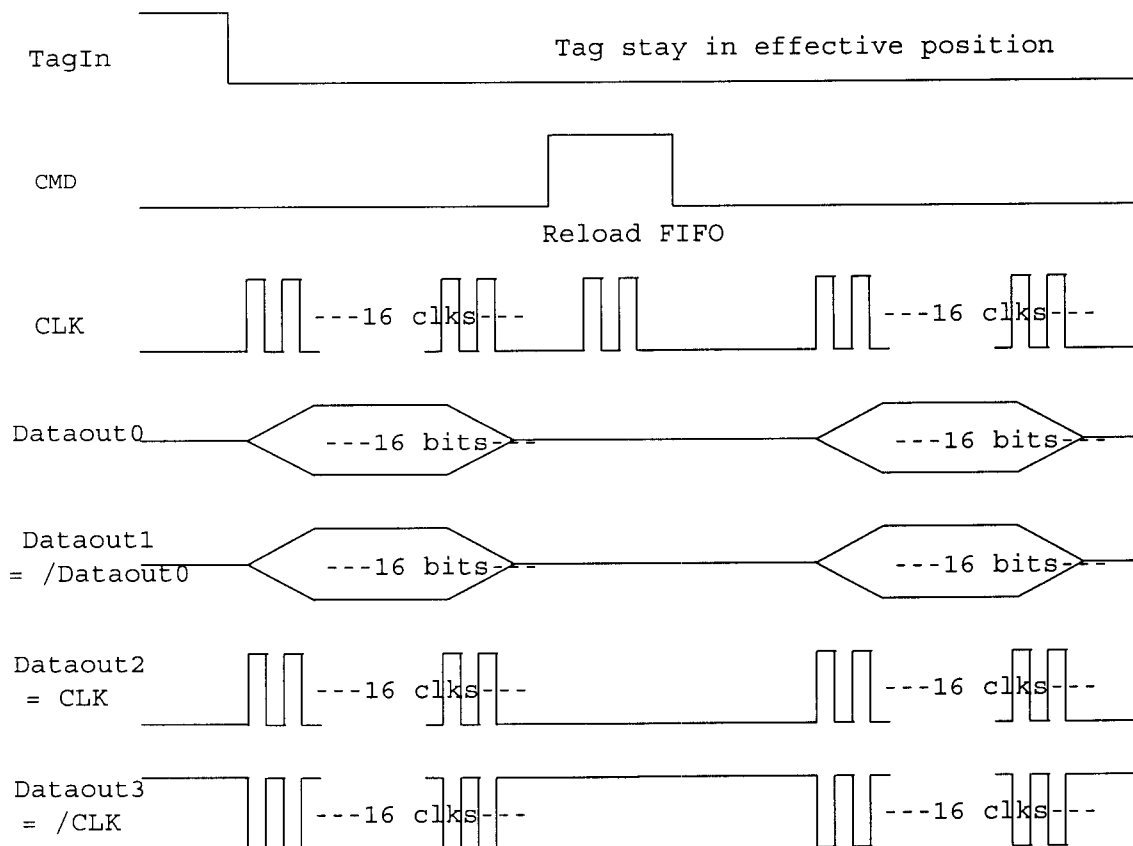 TagIn
Tag stay in effective position
CMD
Reload FIFO
CLK
---16 clks---
---16 clks---
Dataout0
---16 bits---
---16 bits---
Dataout1
= /Dataout0
---16 bits---
---16 bits---
Dataout2
= CLK
---16 clks---
---16 clks---
Dataout3
= /CLK
---16 clks---
---16 clks---